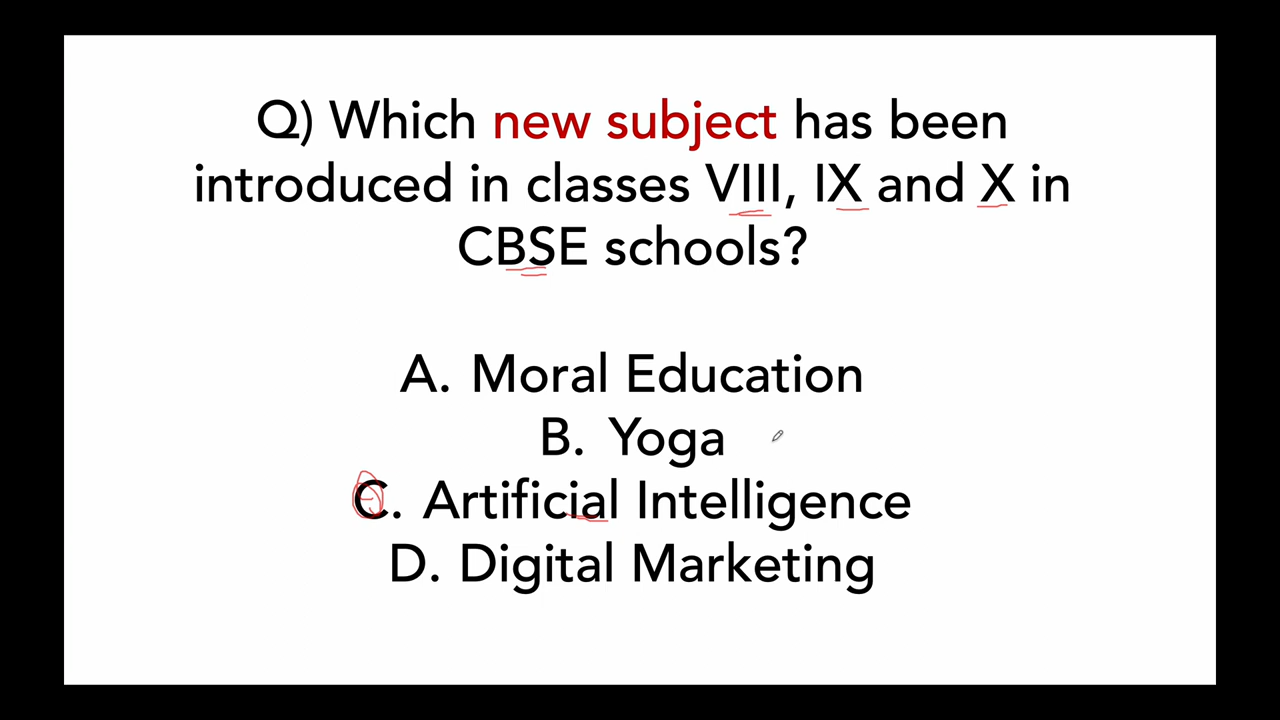 Q) Which new subject has been
introduced in classes VIII, IX and X in
CBSE schools?
A. Moral Education
B. Yoga
C. Artificial Intelligence
D. Digital Marketing